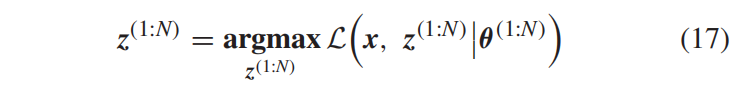 z^{(1:N)} = argmax_{z^{(1:N)}} ℒ(x, z^{(1:N)}|θ^{(1:N)}) (17)